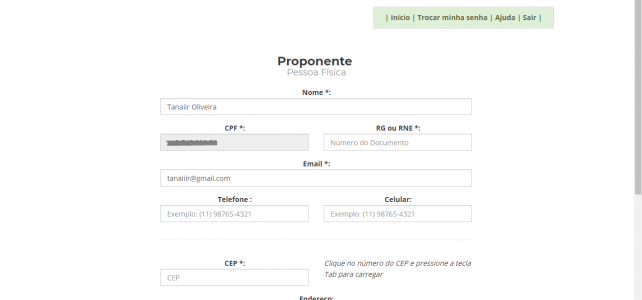 | Início | Trocar minha senha | Ajuda | Sair |
Proponente
Pessoa Física
Nome *:
Tanaiir Oliveira
CPF *: RG ou RNE *:
Número do Documento
Email *:
tanaiiir@gmail.com
Telefone : Celular:
Exemplo: (11) 98765-4321 Exemplo: (11) 98765-4321
CEP *: Clique no número do CEP e pressione a tecla
CEP Tab para carregar
Endereço: